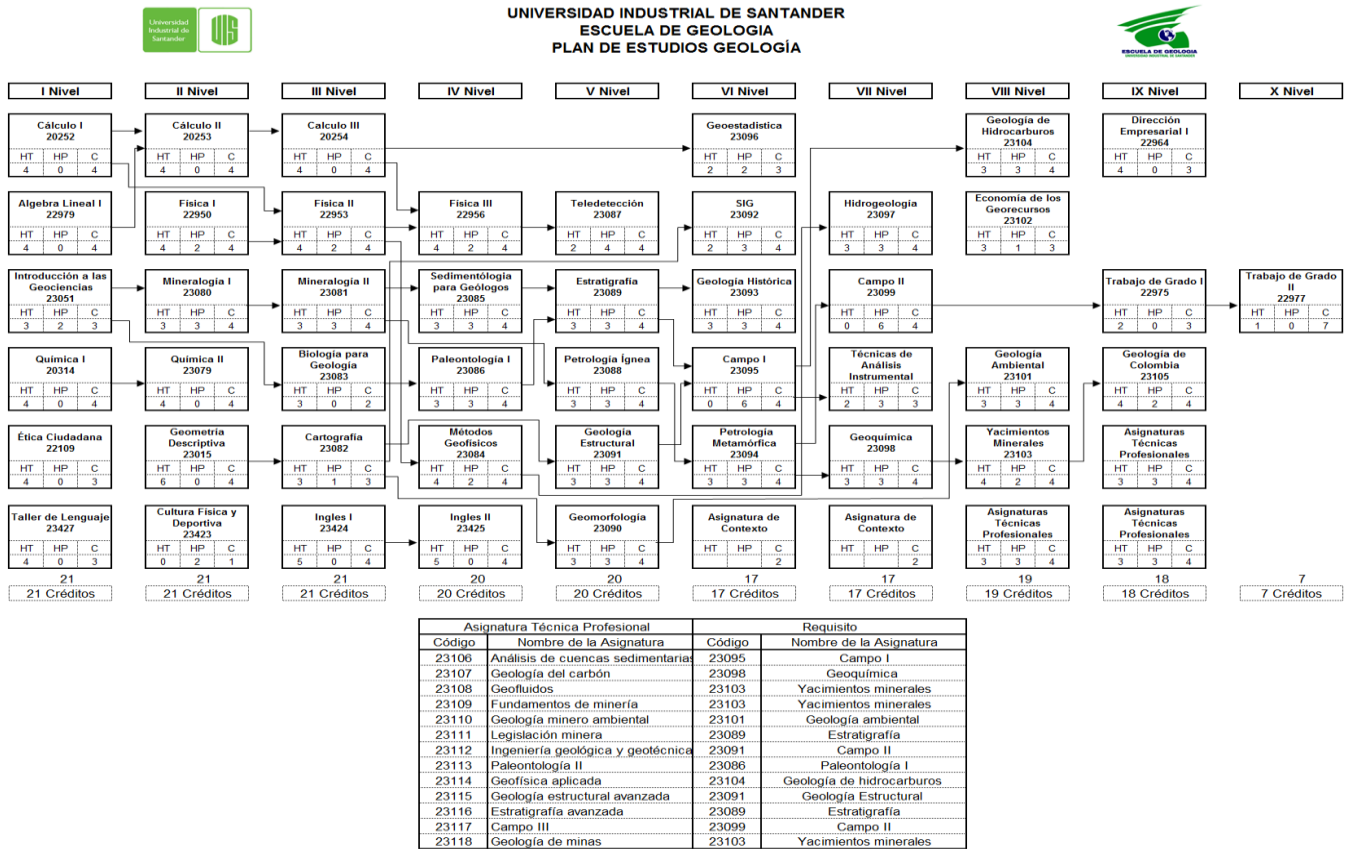 Universidad
Industrial de
Santander
UIS
UNIVERSIDAD INDUSTRIAL DE SANTANDER
ESCUELA DE GEOLOGIA
PLAN DE ESTUDIOS GEOLOGÍA
ESCUELA DE GEOLOGIA
UNIVERSIDAD INDUSTRIAL DE SANTANDER
I Nivel II Nivel III Nivel IV Nivel V Nivel VI Nivel VII Nivel VIII Nivel IX Nivel X Nivel
Cálculo I
20252
HT HP C
4 0 4
Cálculo II
20253
HT HP C
4 0 4
Calculo III
20254
HT HP C
4 0 4
Geoestadistica
23096
HT HP C
2 2 3
Geología de
Hidrocarburos
23104
HT HP C
3 3 4
Dirección
Empresarial I
22964
HT HP C
4 0 3
Algebra Lineal I
22979
HT HP C
4 0 4
Física I
22950
HT HP C
4 2 4
Física II
22953
HT HP C
4 2 4
Física III
22956
HT HP C
4 2 4
Teledetección
23087
HT HP C
2 4 4
SIG
23092
HT HP C
2 3 4
Hidrogeología
23097
HT HP C
3 3 4
Economía de los
Georecursos
23102
HT HP C
3 1 3
Introducción a las
Geociencias
23051
HT HP C
3 2 3
Mineralogía I
23080
HT HP C
3 3 4
Mineralogía II
23081
HT HP C
3 3 4
Sedimentólogia
para Geólogos
23085
HT HP C
3 3 4
Estratigrafía
23089
HT HP C
3 3 4
Geología Histórica
23093
HT HP C
3 3 4
Campo II
23099
HT HP C
0 6 4
Trabajo de Grado I
22975
HT HP C
2 0 3
Trabajo de Grado
II
22977
HT HP C
1 0 7
Química I
20314
HT HP C
4 0 4
Química II
23079
HT HP C
4 0 4
Biología para
Geología
23083
HT HP C
3 0 2
Paleontología I
23086
HT HP C
3 3 4
Petrología Ígnea
23088
HT HP C
3 3 4
Campo I
23095
HT HP C
0 6 4
Técnicas de
Análisis
Instrumental
HT HP C
2 3 3
Geología
Ambiental
23101
HT HP C
3 3 4
Geología de
Colombia
23105
HT HP C
4 2 4
Ética Ciudadana
22109
HT HP C
4 0 3
Geometría
Descriptiva
23015
HT HP C
6 0 4
Cartografía
23082
HT HP C
3 1 3
Métodos
Geofísicos
23084
HT HP C
4 2 4
Geología
Estructural
23091
HT HP C
3 3 4
Petrología
Metamórfica
23094
HT HP C
3 3 4
Geoquímica
23098
HT HP C
3 3 4
Yacimientos
Minerales
23103
HT HP C
4 2 4
Asignaturas
Técnicas
Profesionales
HT HP C
3 3 4
Taller de Lenguaje
23427
HT HP C
4 0 3
Cultura Física y
Deportiva
23423
HT HP C
0 2 1
Ingles I
23424
HT HP C
5 0 4
Ingles II
23425
HT HP C
5 0 4
Geomorfología
23090
HT HP C
3 3 4
Asignatura de
Contexto
HT HP C
2
Asignatura de
Contexto
HT HP C
2
Asignaturas
Técnicas
Profesionales
HT HP C
3 3 4
Asignaturas
Técnicas
Profesionales
HT HP C
3 3 4
21 21 21 20 20 17 17 19 18 7
21 Créditos 21 Créditos 21 Créditos 20 Créditos 20 Créditos 17 Créditos 17 Créditos 19 Créditos 18 Créditos 7 Créditos
Asignatura Técnica Profesional Requisito
Código Nombre de la Asignatura Código Nombre de la Asignatura
23106 Análisis de cuencas sedimentarias 23095 Campo I
23107 Geología del carbón 23098 Geoquímica
23108 Geofluidos 23103 Yacimientos minerales
23109 Fundamentos de minería 23103 Yacimientos minerales
23110 Geología minero ambiental 23101 Geología ambiental
23111 Legislación minera 23089 Estratigrafía
23112 Ingeniería geológica y geotécnica 23091 Campo II
23113 Paleontología II 23086 Paleontología I
23114 Geofísica aplicada 23104 Geología de hidrocarburos
23115 Geología estructural avanzada 23091 Geología Estructural
23116 Estratigrafía avanzada 23089 Estratigrafía
23117 Campo III 23099 Campo II
23118 Geología de minas 23103 Yacimientos minerales